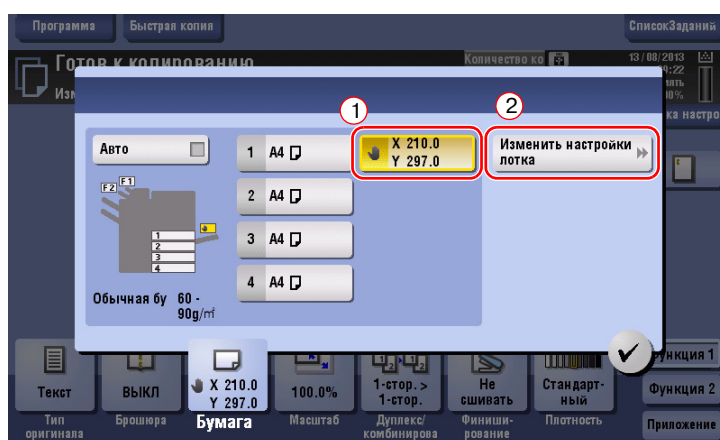 Программа
Быстрая копия
СписокЗаданий
Готов к копированию
Количество ко
13/08/2013
1
2
Авто
F2 F1
1
2
3
4
Обычная бу 60 -
90g/㎡
1 A4
2 A4
3 A4
4 A4
X 210.0
Y 297.0
Изменить настройки
лотка
Текст
ВЫКЛ
X 210.0
Y 297.0
100.0%
1-стор. >
1-стор.
Не
сшивать
Стандарт-
ный
Функция 2
Тип
оригинала
Брошюра
Бумага
Масштаб
Дуплекс/
комбинирова
Финиши-
рование
Плотность
Приложение